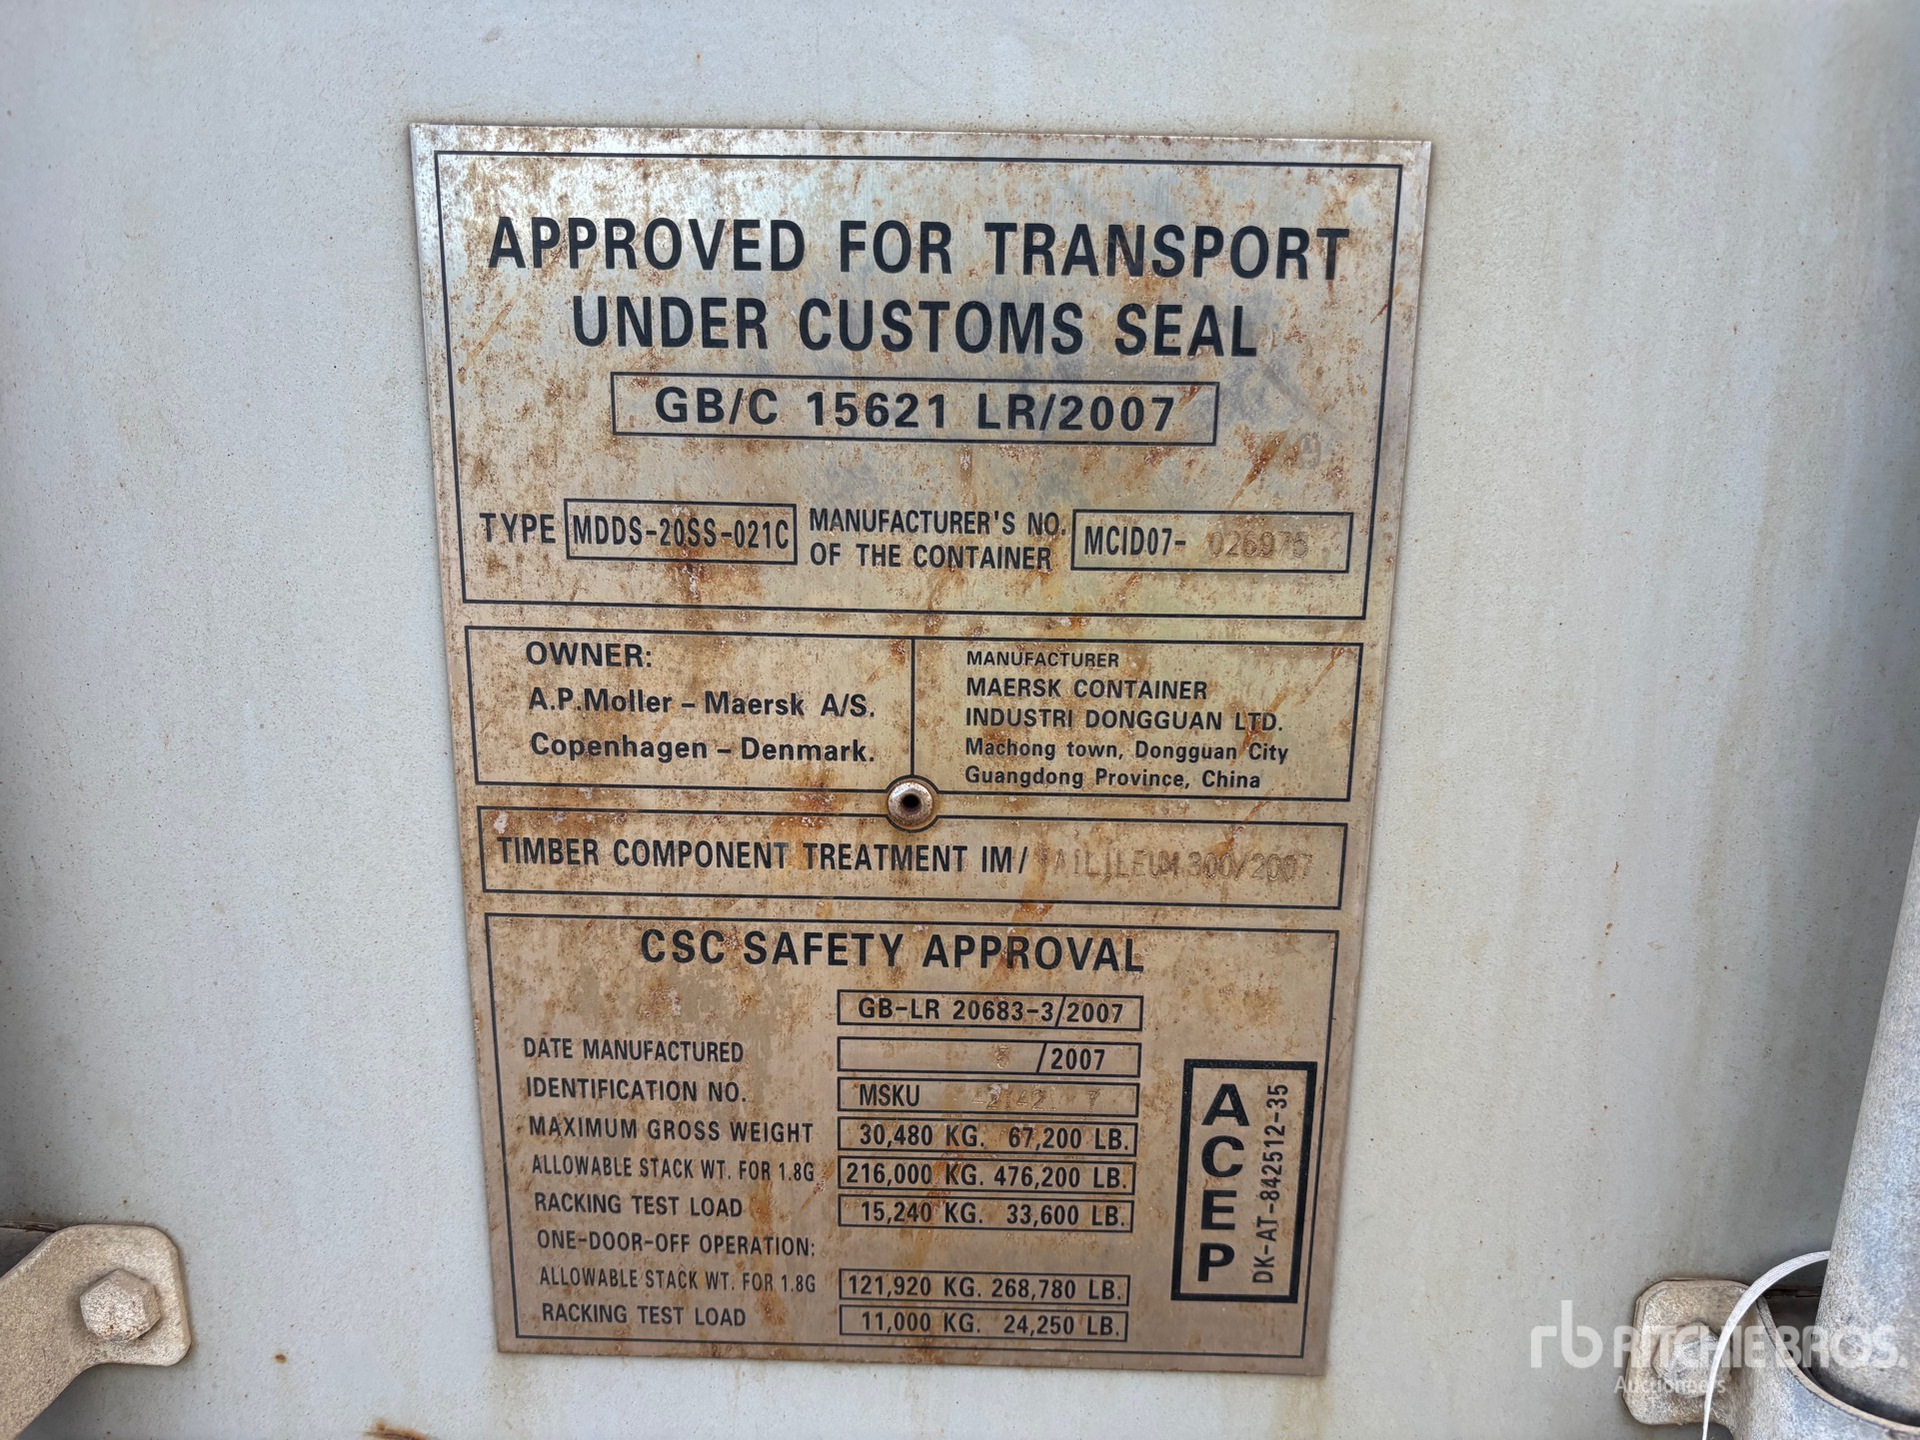 APPROVED FOR TRANSPORT
UNDER CUSTOMS SEAL
GB/C 15621 LR/2007
TYPE MDDS-20SS-021C MANUFACTURER'S NO. OF THE CONTAINER MCID07- 026975
OWNER:
A.P.Moller – Maersk A/S.
Copenhagen – Denmark.
MANUFACTURER
MAERSK CONTAINER
INDUSTRI DONGGUAN LTD.
Machong town, Dongguan City
Guangdong Province, China
TIMBER COMPONENT TREATMENT IM/ 300/2007
CSC SAFETY APPROVAL
GB-LR 20683-3/2007
DATE MANUFACTURED /2007
IDENTIFICATION NO. MSKU
MAXIMUM GROSS WEIGHT 30,480 KG. 67,200 LB.
ALLOWABLE STACK WT. FOR 1.8G 216,000 KG. 476,200 LB.
RACKING TEST LOAD 15,240 KG. 33,600 LB.
ONE-DOOR-OFF OPERATION:
ALLOWABLE STACK WT. FOR 1.8G 121,920 KG. 268,780 LB.
RACKING TEST LOAD 11,000 KG. 24,250 LB.
ACEP
DK-AT-842512-35
rb RITCHIE BROS.
Auctioneers